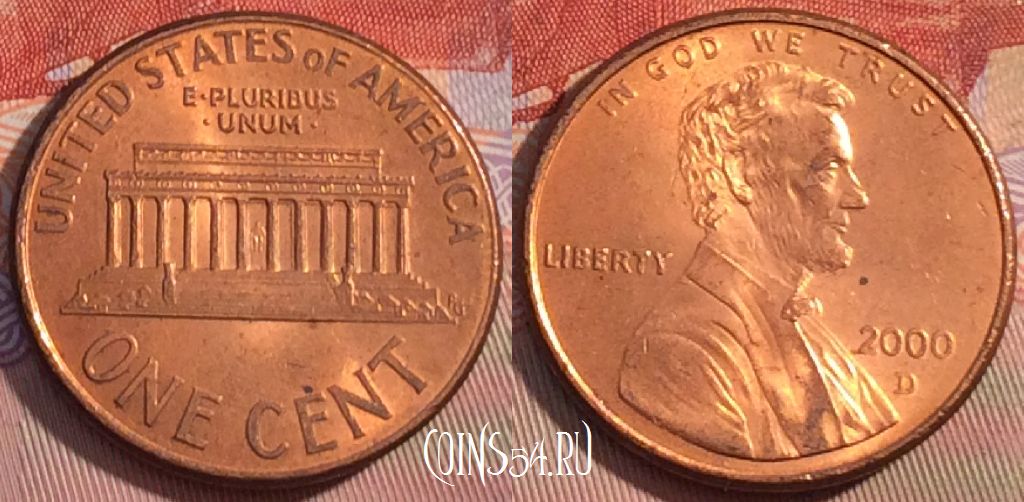 UNITED STATES OF AMERICA
E·PLURIBUS
·UNUM·
ONE CENT
IN GOD WE TRUST
LIBERTY
2000
D
COINS54.RU